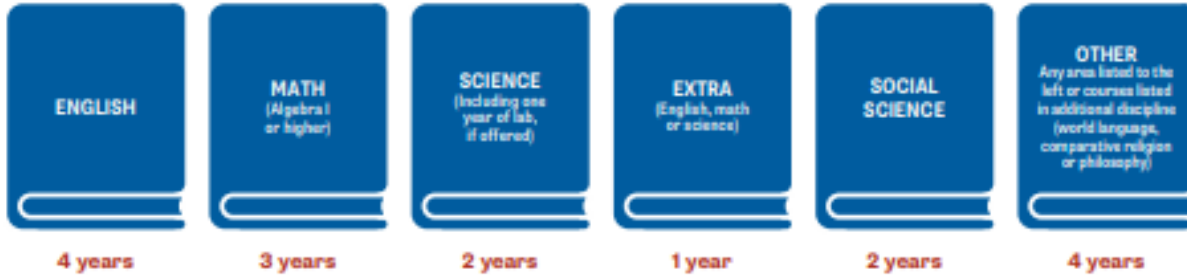 ENGLISH
4 years
MATH
(Algebra I
or higher)
3 years
SCIENCE
(Including one
year of lab,
if offered)
2 years
EXTRA
(English, math
or science)
1 year
SOCIAL
SCIENCE
2 years
OTHER
Any area listed to the
left or courses listed
in additional discipline
(world language,
comparative religion
or philosophy)
4 years